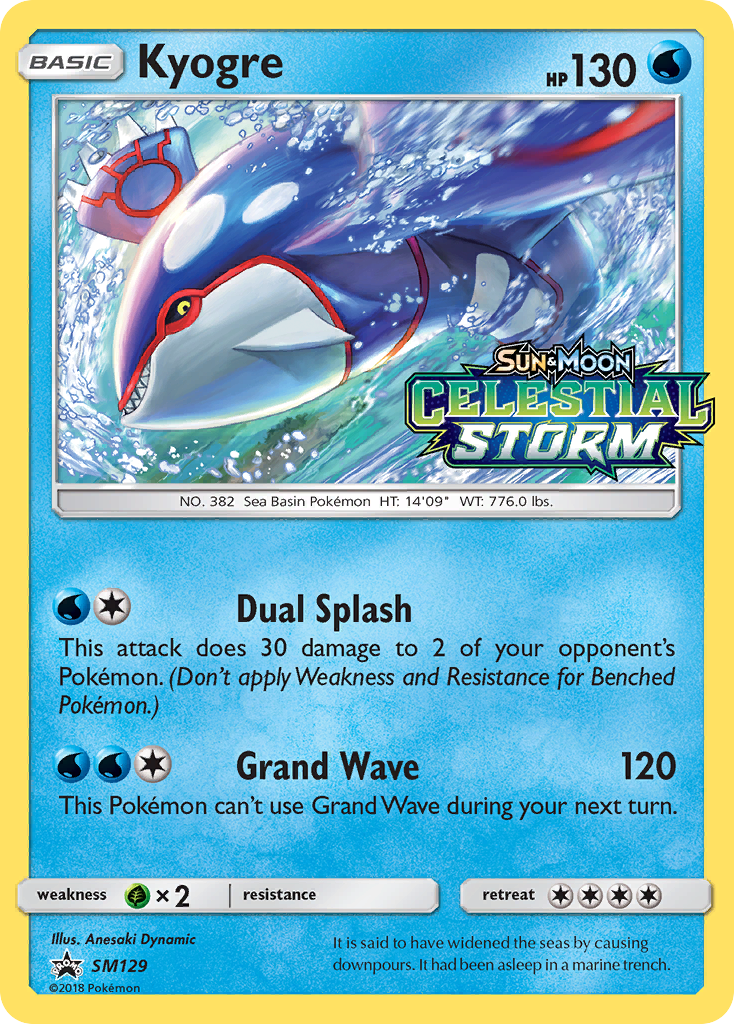 BASIC Kyogre HP 130
SUN & MOON
CELESTIAL
STORM
NO. 382 Sea Basin Pokémon HT: 14'09" WT: 776.0 lbs.
Dual Splash
This attack does 30 damage to 2 of your opponent's
Pokémon. (Don't apply Weakness and Resistance for Benched
Pokémon.)
Grand Wave 120
This Pokémon can't use Grand Wave during your next turn.
weakness × 2 resistance retreat
Illus. Anesaki Dynamic
PROMO SM129
©2018 Pokémon
It is said to have widened the seas by causing
downpours. It had been asleep in a marine trench.